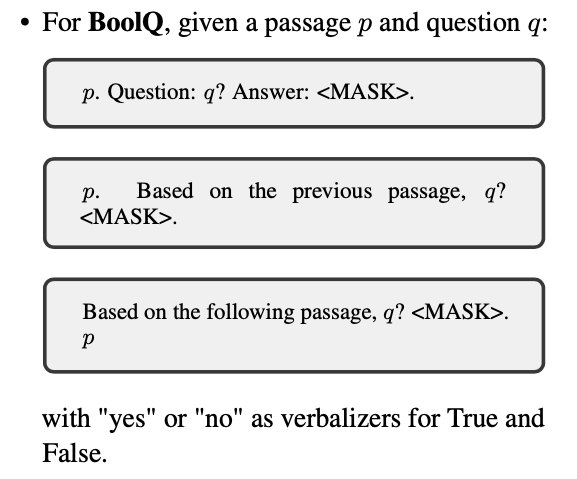 • For BoolQ, given a passage p and question q:
p. Question: q? Answer: <MASK>.
p. Based on the previous passage, q?
<MASK>.
Based on the following passage, q? <MASK>.
p
with "yes" or "no" as verbalizers for True and
False.